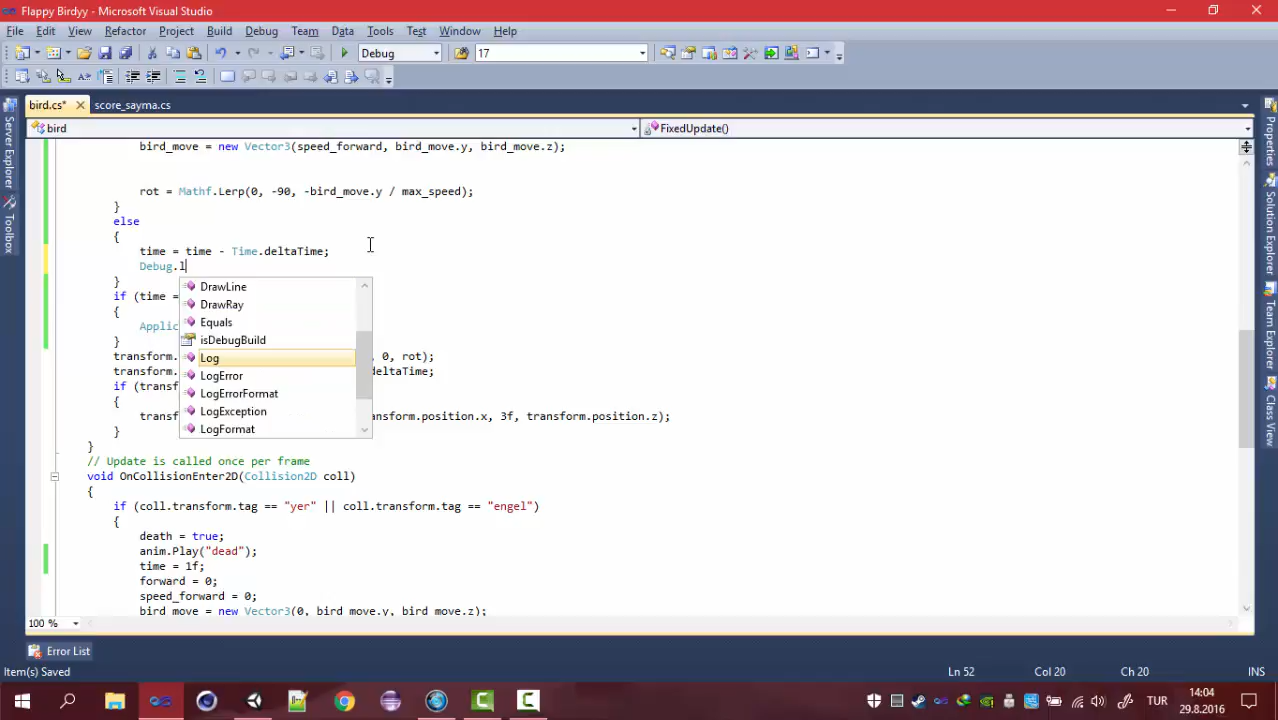 Flappy Birdyy - Microsoft Visual Studio
File Edit View Refactor Project Build Debug Team Data Tools Test Window Help
Debug 17
bird.cs* score_sayma.cs
bird FixedUpdate()
bird_move = new Vector3(speed_forward, bird_move.y, bird_move.z);
rot = Mathf.Lerp(0, -90, -bird_move.y / max_speed);
}
else
{
time = time - Time.deltaTime;
Debug.l
}
if (time =
{
Applic
}
transform. , 0, rot);
transform. deltaTime;
if (transf
{
transf ansform.position.x, 3f, transform.position.z);
}
}
DrawLine
DrawRay
Equals
isDebugBuild
Log
LogError
LogErrorFormat
LogException
LogFormat
// Update is called once per frame
void OnCollisionEnter2D(Collision2D coll)
{
if (coll.transform.tag == "yer" || coll.transform.tag == "engel")
{
death = true;
anim.Play("dead");
time = 1f;
forward = 0;
speed_forward = 0;
bird_move = new Vector3(0, bird_move.y, bird_move.z);
100 %
Error List
Item(s) Saved Ln 52 Col 20 Ch 20 INS
TUR 14:04
29.8.2016
Server Explorer
Toolbox
Properties
Solution Explorer
Team Explorer
Class View